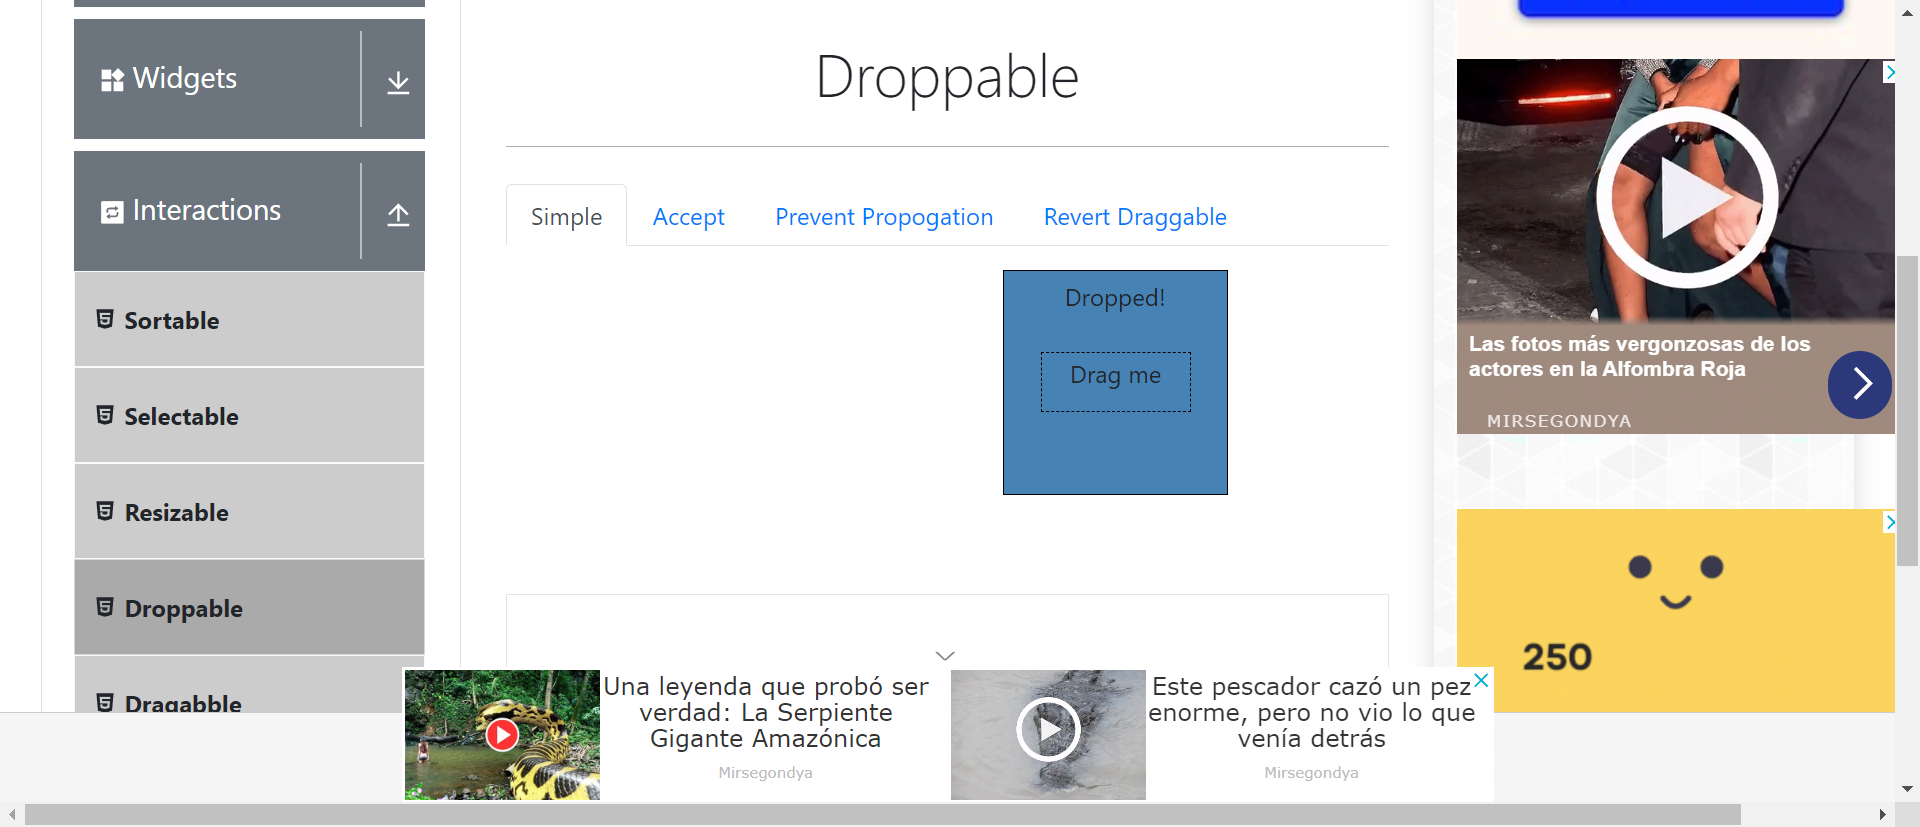 Widgets
Interactions
Sortable
Selectable
Resizable
Droppable
Dragabble
Droppable
Simple
Accept
Prevent Propogation
Revert Draggable
Dropped!
Drag me
Las fotos más vergonzosas de los
actores en la Alfombra Roja
MIRSEGONDYA
250
Una leyenda que probó ser
verdad: La Serpiente
Gigante Amazónica
Mirsegondya
Este pescador cazó un pez
enorme, pero no vio lo que
venía detrás
Mirsegondya